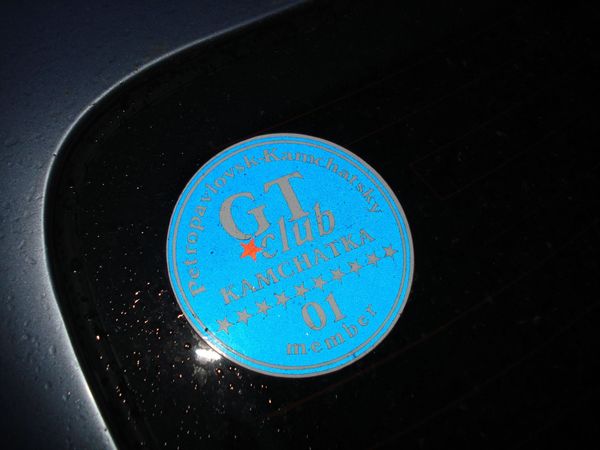 Petropavlovsk-Kamchatsky
GT
club
KAMCHATKA
01
member